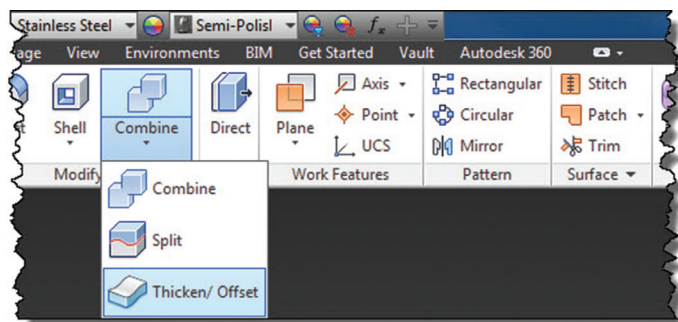 Stainless Steel Semi-Polisl fx
View Environments BIM Get Started Vault Autodesk 360
Shell Combine Direct Plane Axis Point UCS Rectangular Circular Mirror Stitch Patch Trim
Modify Work Features Pattern Surface
Combine
Split
Thicken/ Offset